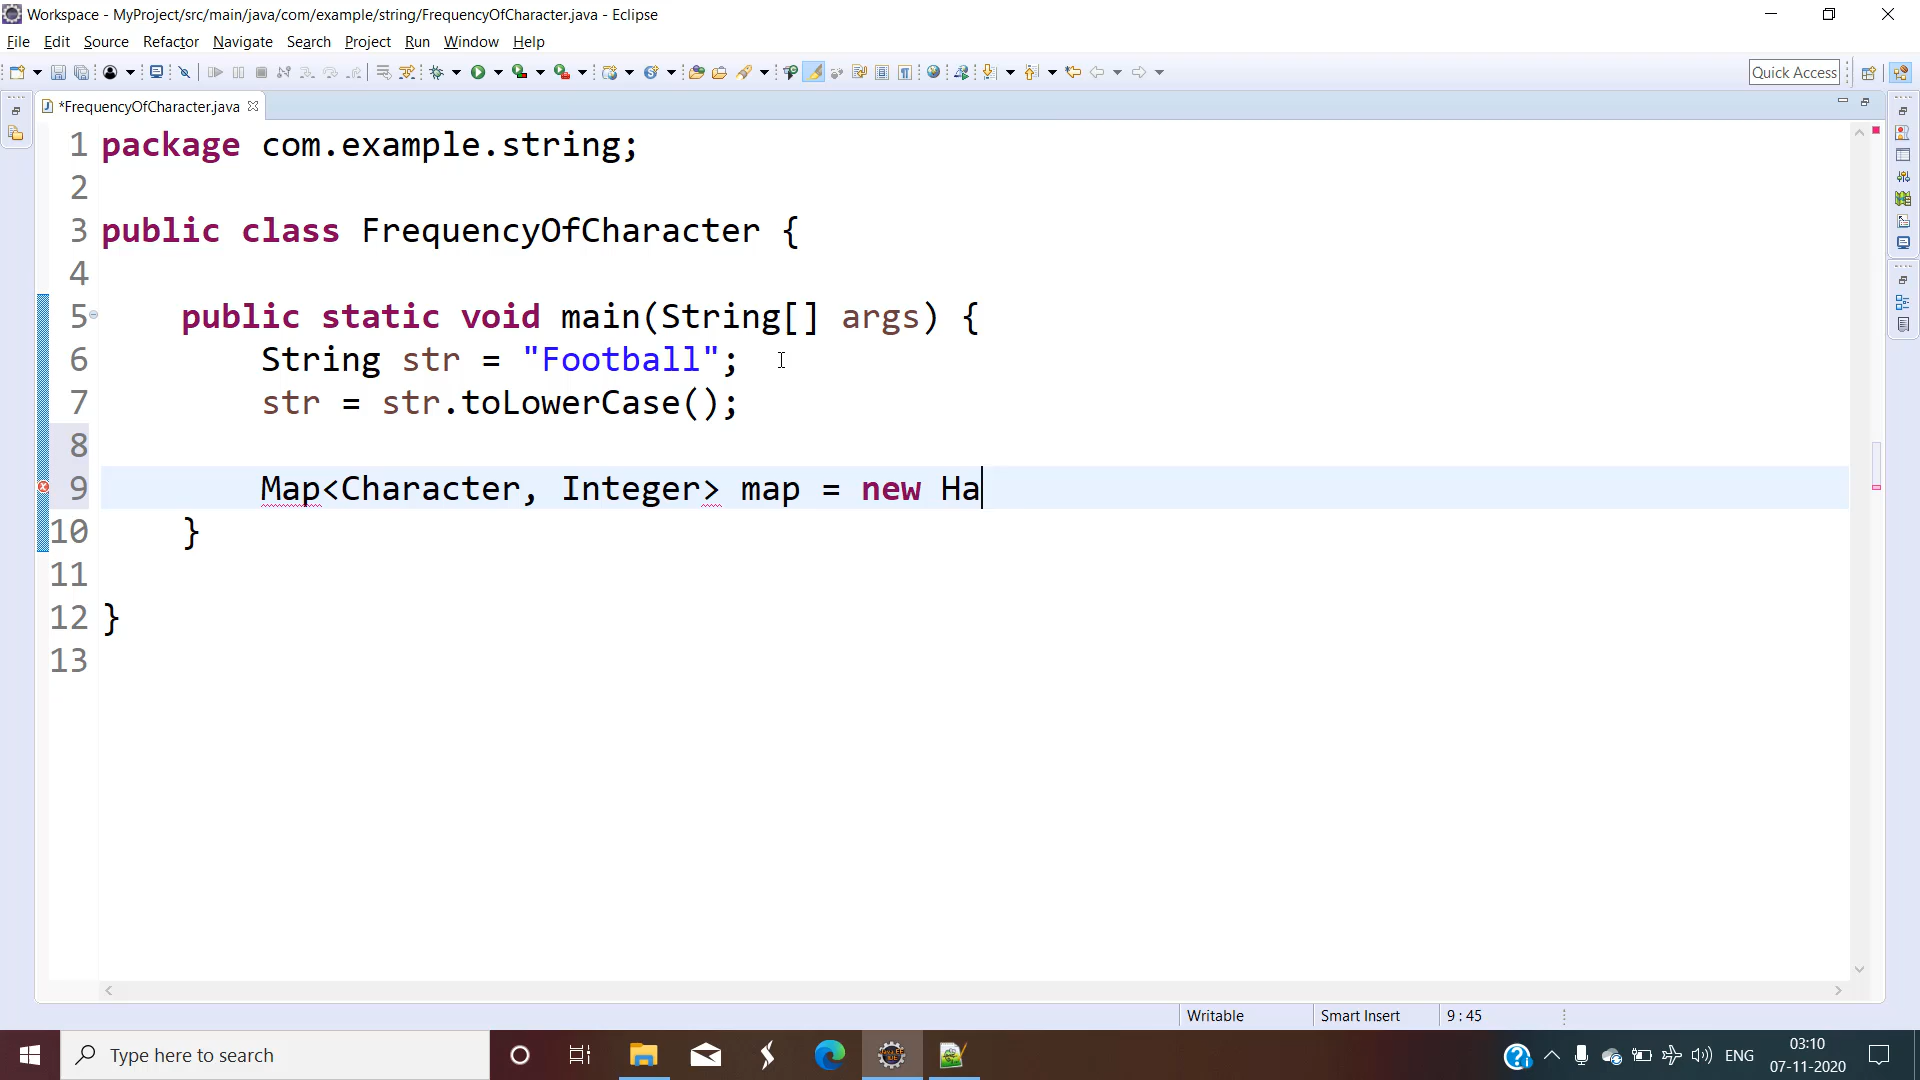 Workspace - MyProject/src/main/java/com/example/string/FrequencyOfCharacter.java - Eclipse
File Edit Source Refactor Navigate Search Project Run Window Help
Quick Access
*FrequencyOfCharacter.java
1 package com.example.string;
2
3 public class FrequencyOfCharacter {
4
5 public static void main(String[] args) {
6 String str = "Football";
7 str = str.toLowerCase();
8
9 Map<Character, Integer> map = new Ha
10 }
11
12 }
13
Writable Smart Insert 9 : 45
Type here to search
ENG
03:10
07-11-2020